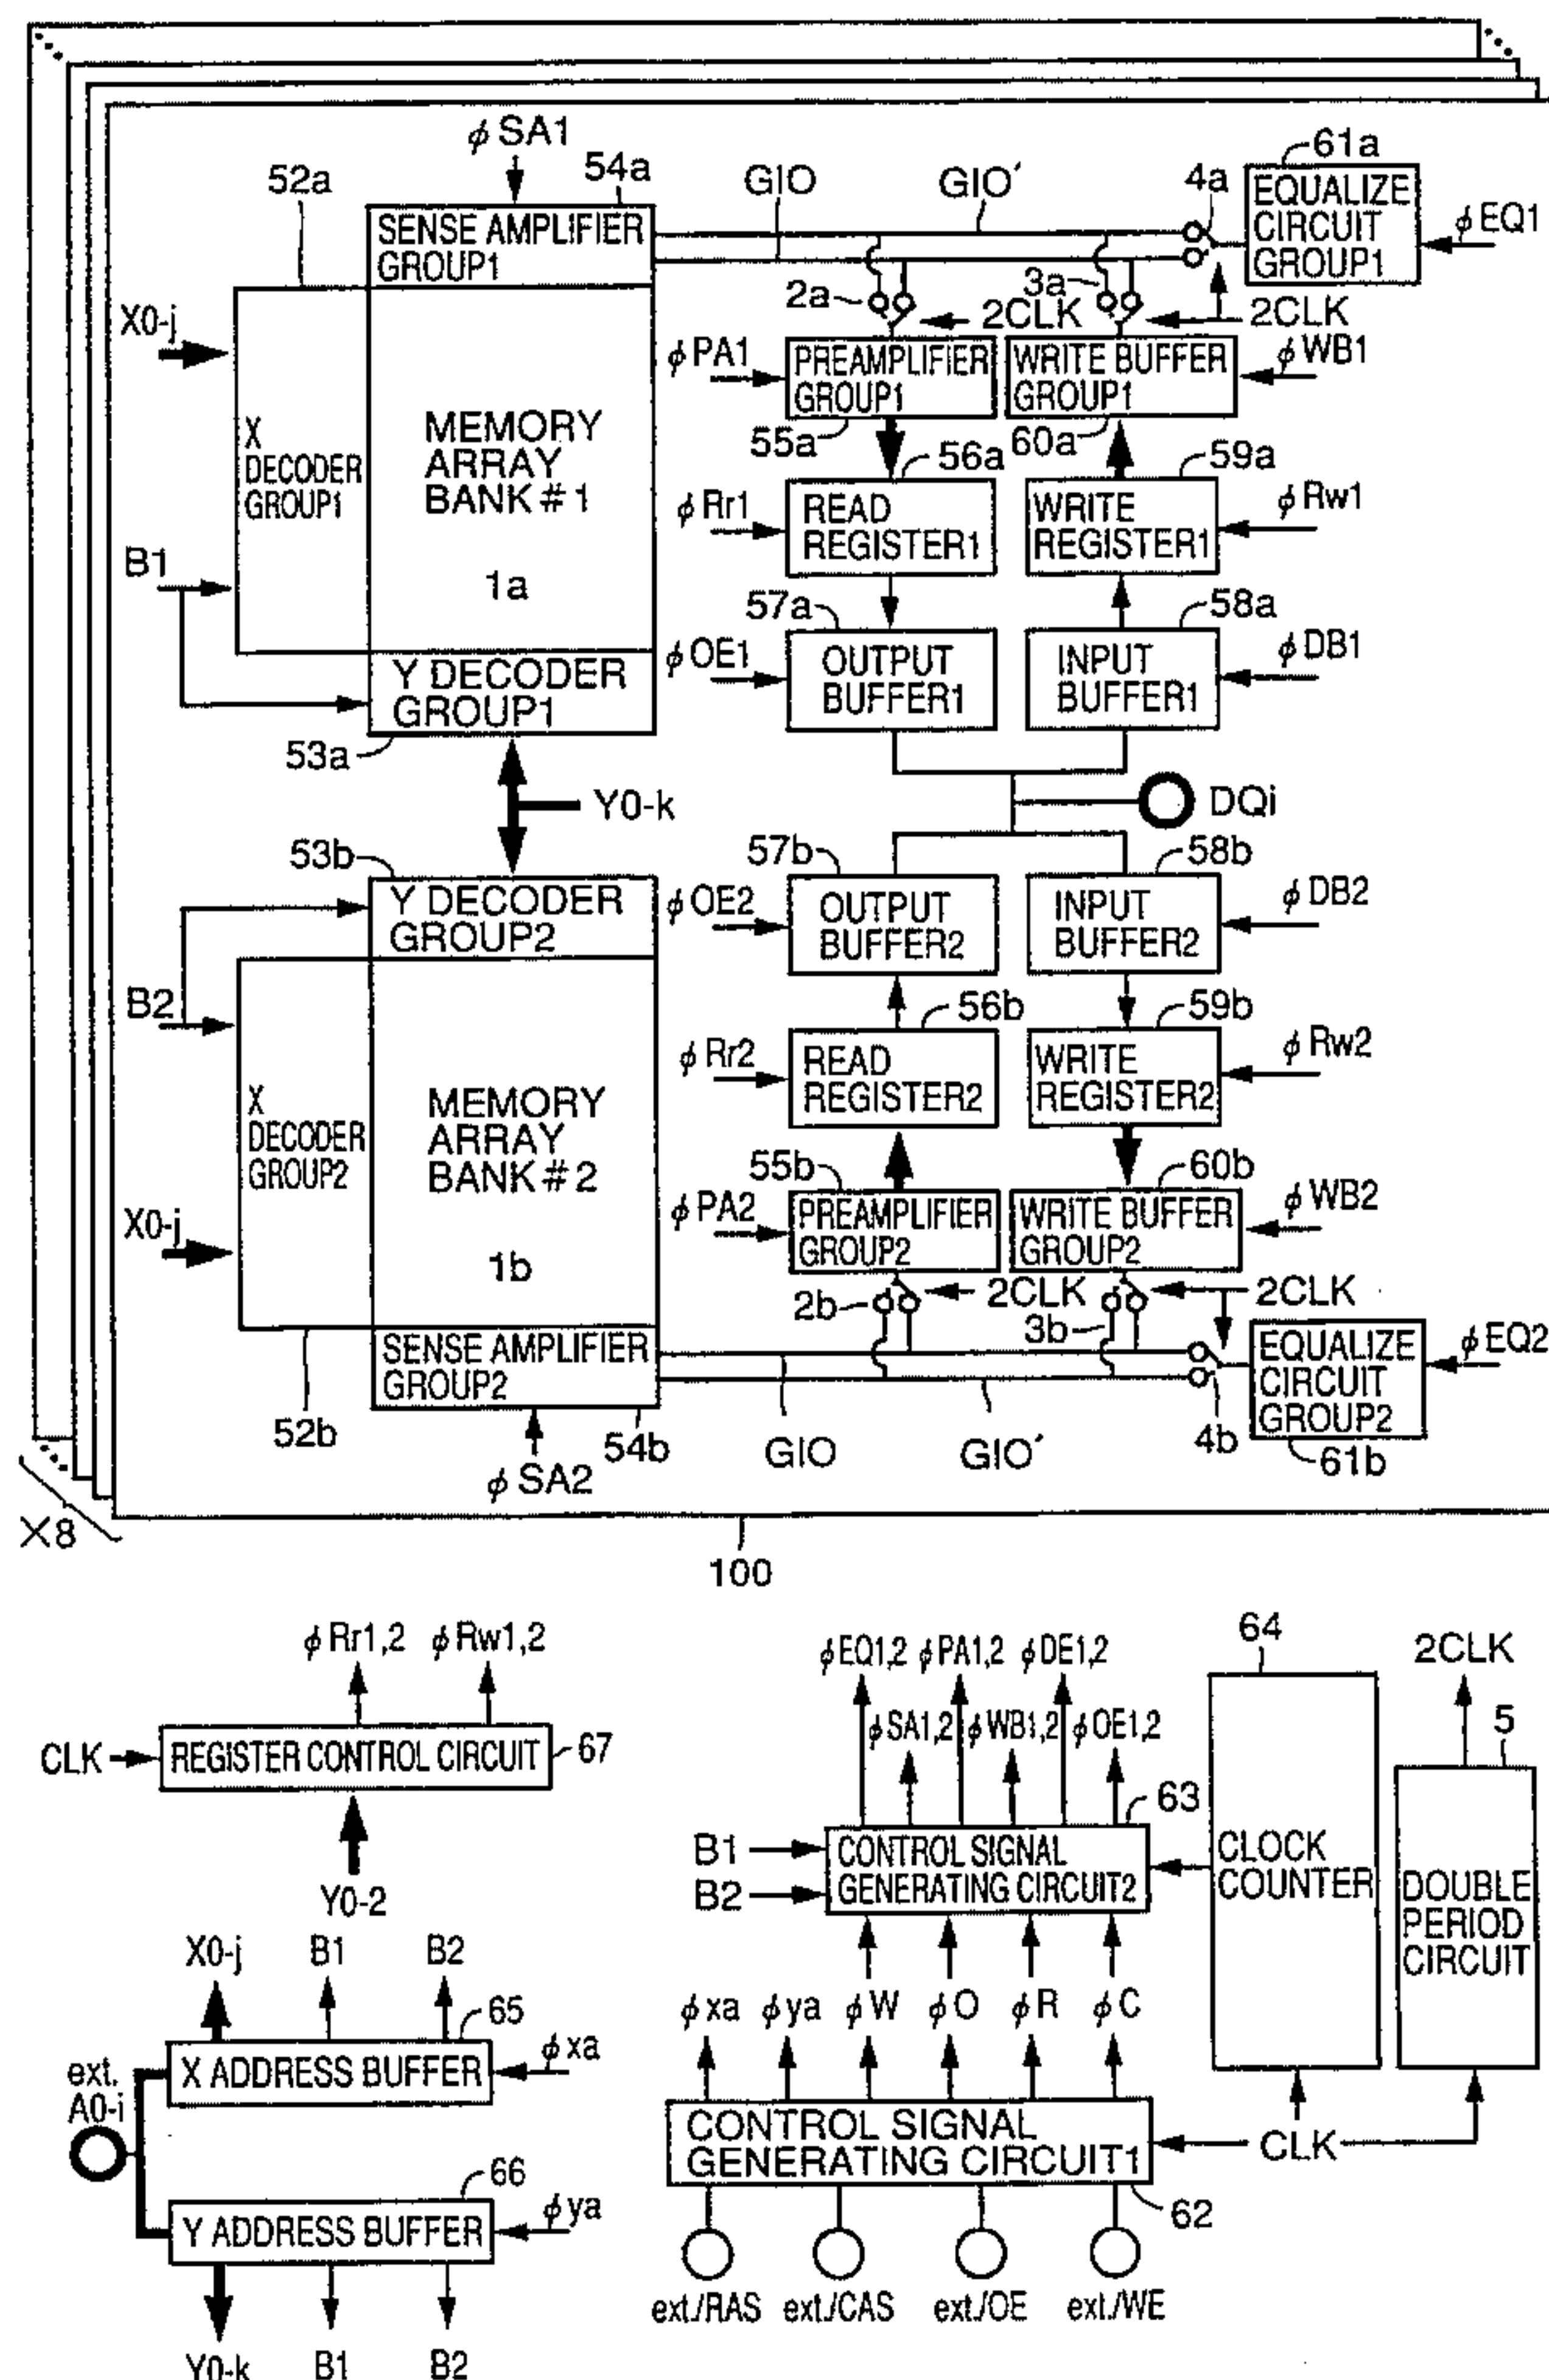 φSA1
52a
54a
GIO
GIO′
4a
61a
SENSE AMPLIFIER
GROUP1
EQUALIZE
CIRCUIT
GROUP1
φEQ1
2a
3a
2CLK
2CLK
X0-j
φPA1
PREAMPLIFIER
GROUP1
WRITE BUFFER
GROUP1
φWB1
X
DECODER
GROUP1
MEMORY
ARRAY
BANK#1
1a
55a
60a
56a
59a
φRr1
READ
REGISTER1
WRITE
REGISTER1
φRw1
B1
57a
58a
φOE1
OUTPUT
BUFFER1
INPUT
BUFFER1
φDB1
Y DECODER
GROUP1
53a
Y0-k
DQi
53b
57b
58b
Y DECODER
GROUP2
φOE2
OUTPUT
BUFFER2
INPUT
BUFFER2
φDB2
B2
56b
59b
φRr2
READ
REGISTER2
WRITE
REGISTER2
φRw2
X
DECODER
GROUP2
MEMORY
ARRAY
BANK#2
1b
55b
60b
X0-j
φPA2
PREAMPLIFIER
GROUP2
WRITE BUFFER
GROUP2
φWB2
2b
2CLK
3b
2CLK
SENSE AMPLIFIER
GROUP2
EQUALIZE
CIRCUIT
GROUP2
φEQ2
52b
54b
GIO
GIO′
4b
61b
φSA2
X8
100
φRr1,2
φRw1,2
CLK
REGISTER CONTROL CIRCUIT
67
Y0-2
φEQ1,2
φPA1,2
φDE1,2
φSA1,2
φWB1,2
φOE1,2
64
2CLK
5
63
B1
B2
CONTROL SIGNAL
GENERATING CIRCUIT2
CLOCK
COUNTER
DOUBLE
PERIOD
CIRCUIT
X0-j
B1
B2
65
ext.
A0-i
X ADDRESS BUFFER
φxa
φxa
φya
φW
φO
φR
φC
CONTROL SIGNAL
GENERATING CIRCUIT1
CLK
62
66
Y ADDRESS BUFFER
φya
Y0-k
B1
B2
ext./RAS
ext./CAS
ext./OE
ext./WE